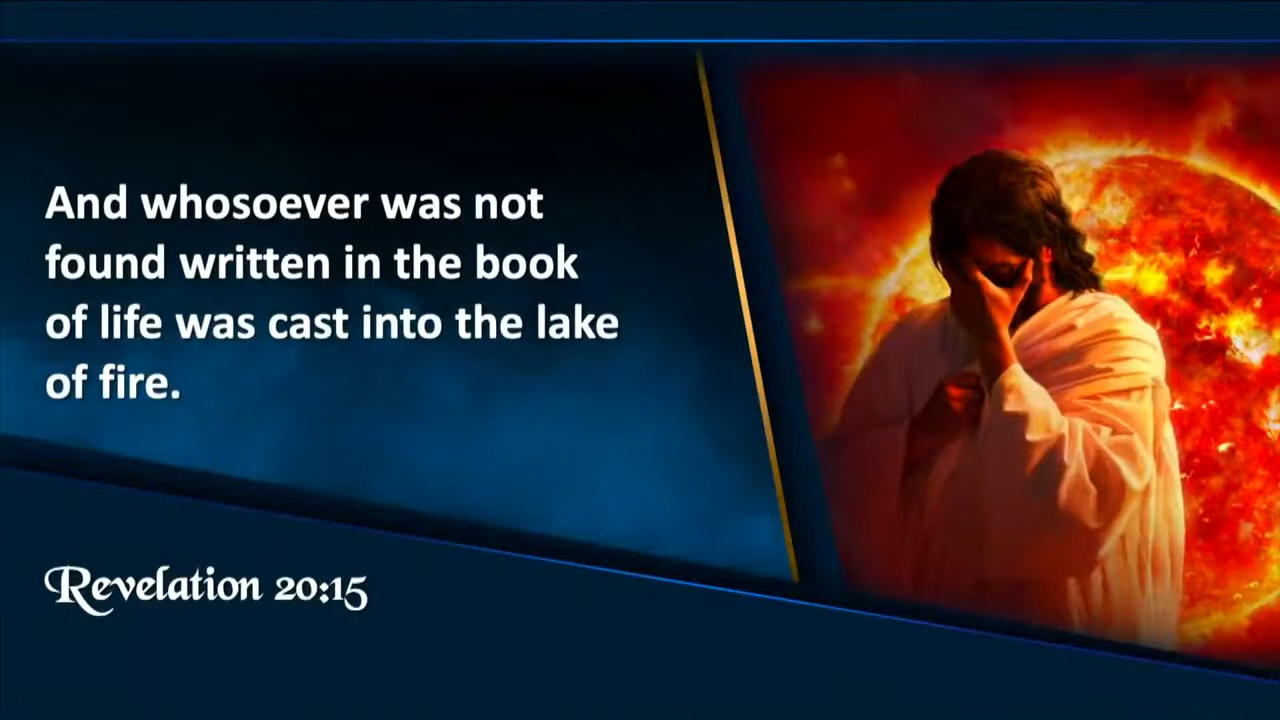 And whosoever was not
found written in the book
of life was cast into the lake
of fire.
Revelation 20:15